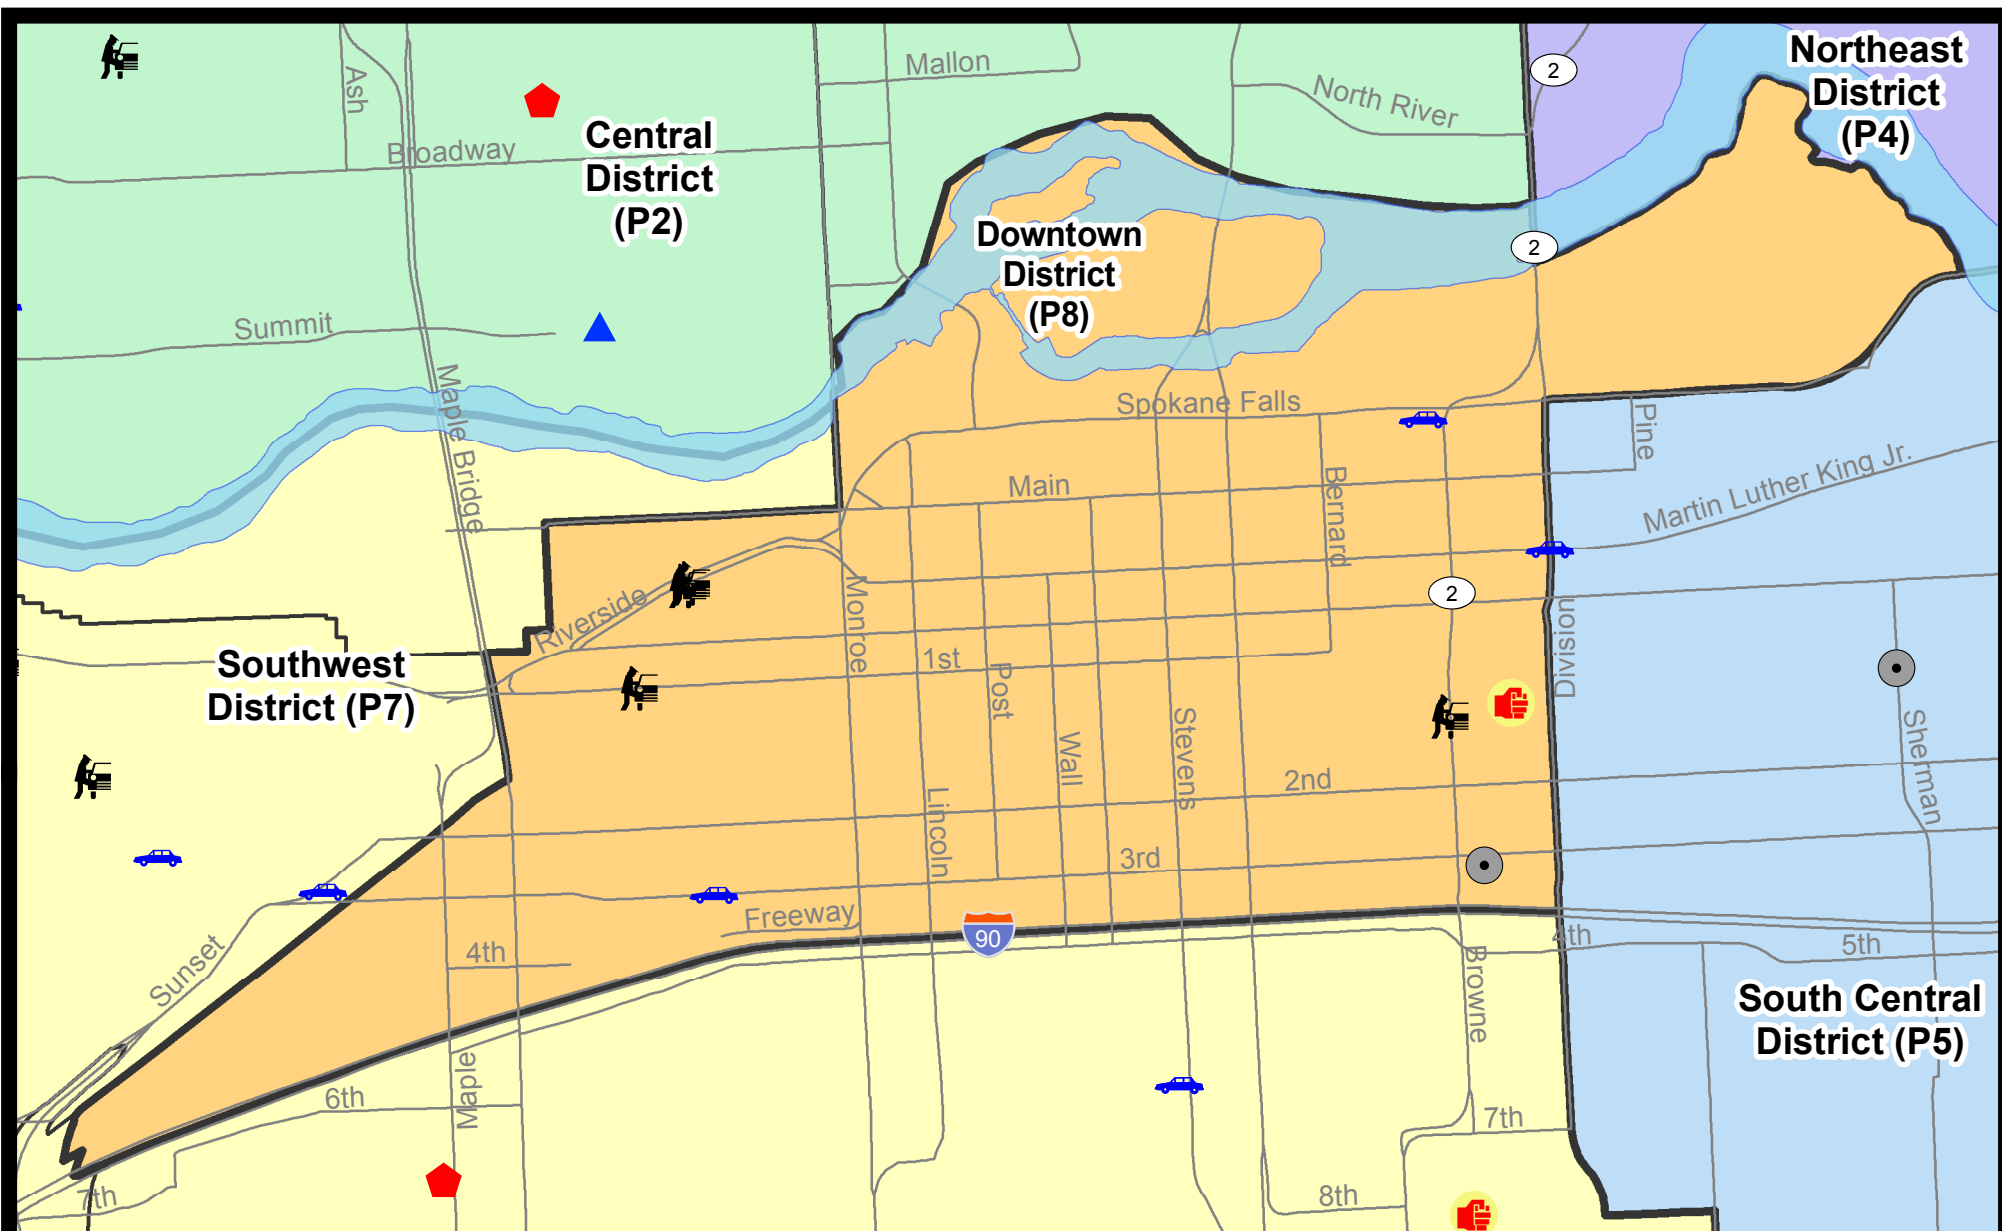 2
Northeast
District
(P4)
Mallon
Ash
North River
Central
District
(P2)
Broadway
Downtown
District
(P8)
2
Summit
Maple Bridge
Spokane Falls
Pine
Main
Bernard
Martin Luther King Jr.
Riverside
Monroe
2
Division
Southwest
District (P7)
1st
Post
Stevens
Wall
Sherman
2nd
Lincoln
3rd
Freeway
90
4th
4th
5th
Sunset
Browne
South Central
District (P5)
Maple
6th
7th
7th
8th